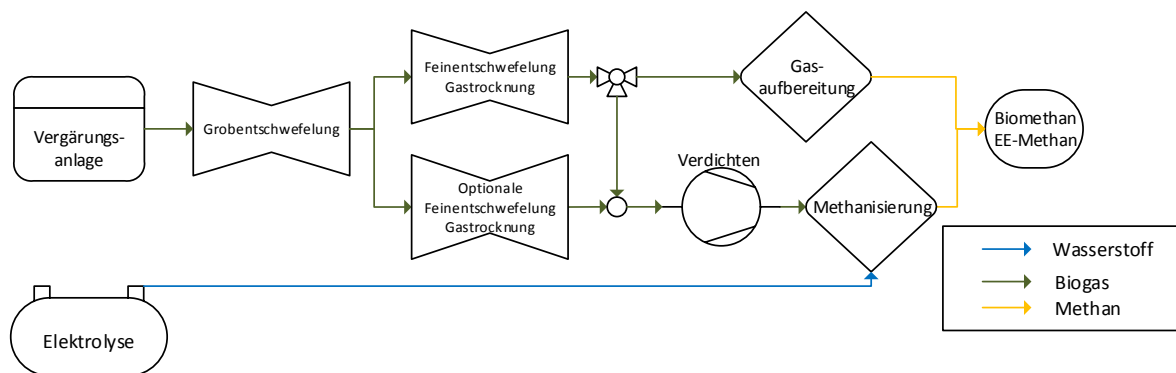 Vergärungs-
anlage
Grobentschwefelung
Feinentschwefelung
Gastrocknung
Optionale
Feinentschwefelung
Gastrocknung
Verdichten
Gas-
aufbereitung
Methanisierung
Biomethan
EE-Methan
Elektrolyse
Wasserstoff
Biogas
Methan